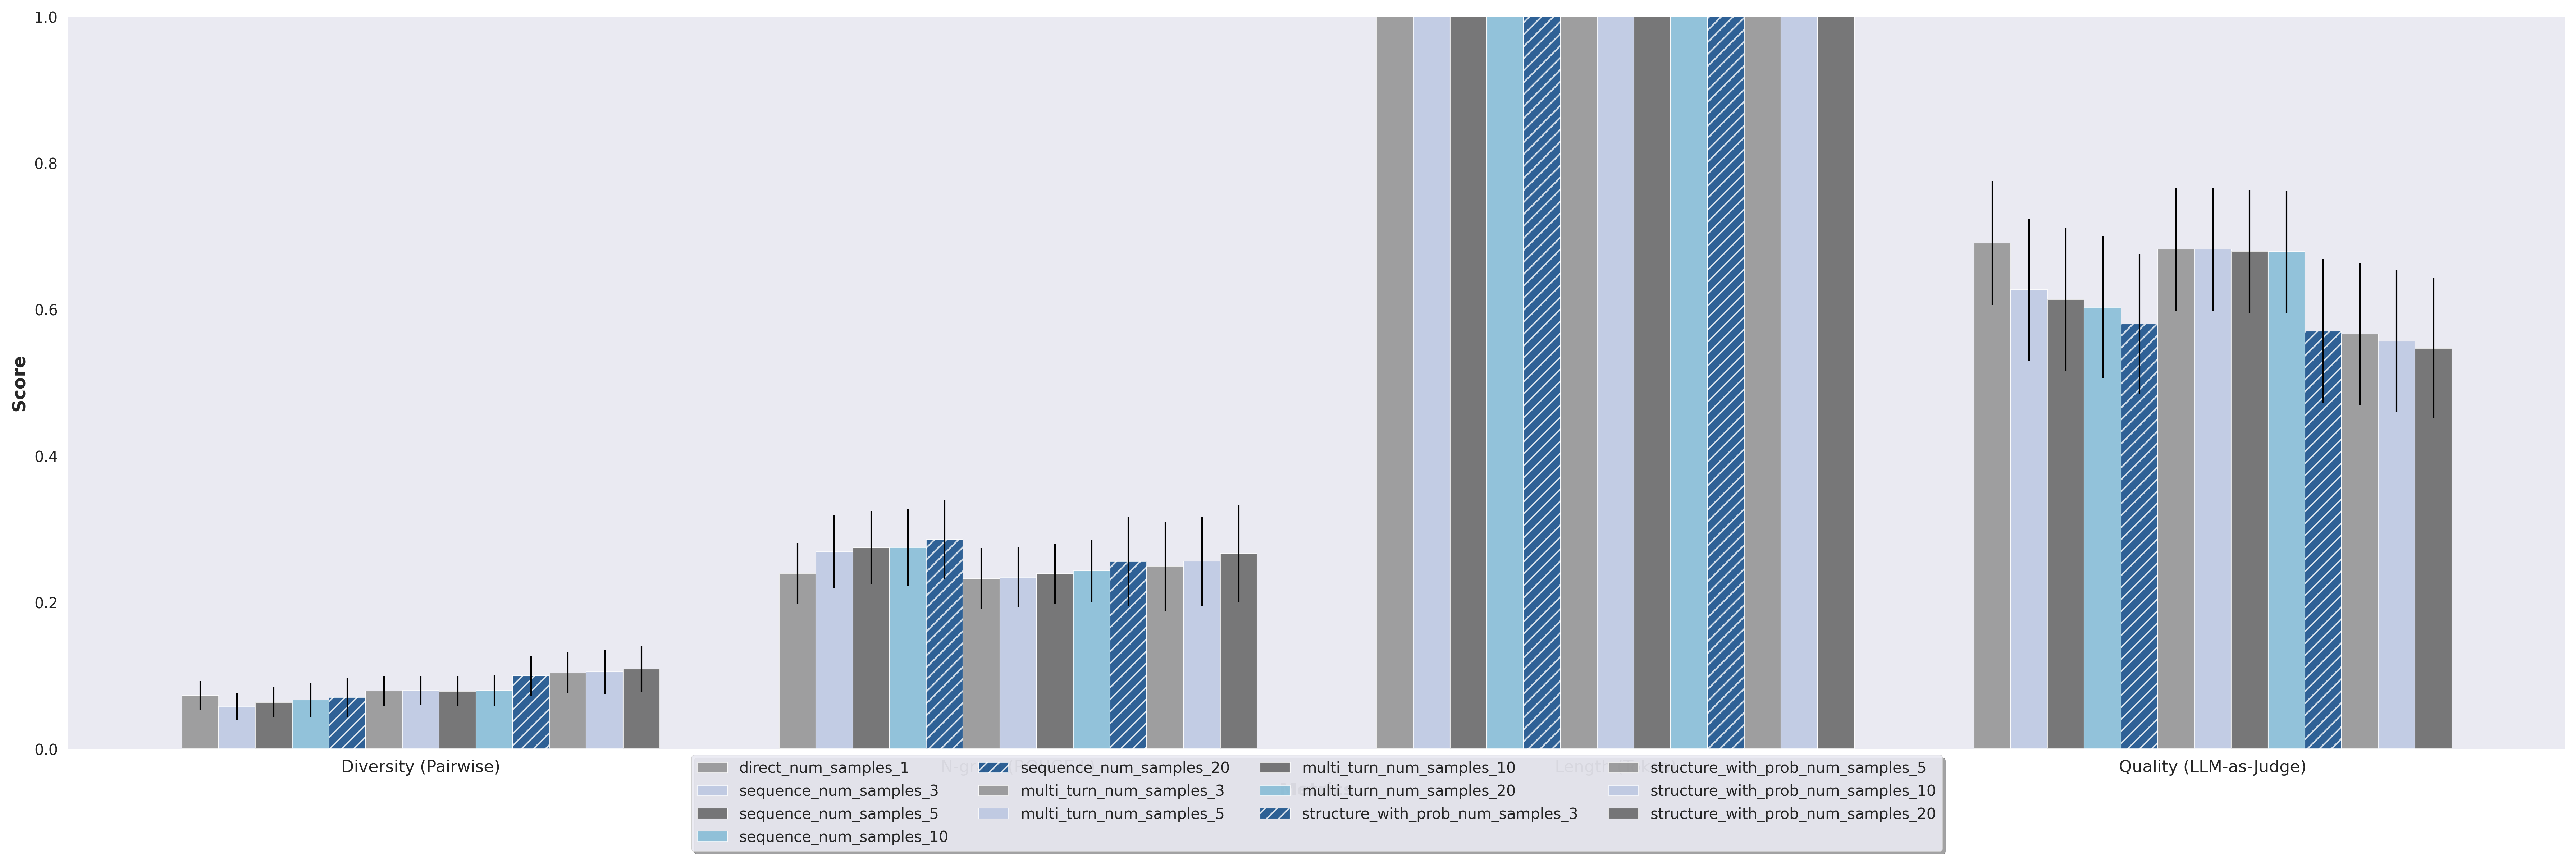 1.0
0.8
0.6
0.4
0.2
0.0
Score
Diversity (Pairwise)
Quality (LLM-as-Judge)
direct_num_samples_1
sequence_num_samples_3
sequence_num_samples_5
sequence_num_samples_10
sequence_num_samples_20
multi_turn_num_samples_3
multi_turn_num_samples_5
multi_turn_num_samples_10
multi_turn_num_samples_20
structure_with_prob_num_samples_3
structure_with_prob_num_samples_5
structure_with_prob_num_samples_10
structure_with_prob_num_samples_20